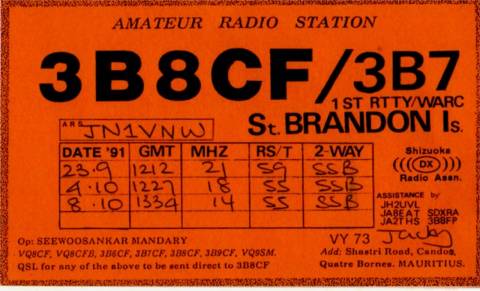 AMATEUR RADIO STATION
3B8CF/3B7
1ST RTTY/WARC
St. BRANDON Is.
ARS JN1VNW
DATE '91 GMT MHZ RS/T 2-WAY
23.9 1212 21 59 SSB
4.10 1227 18 55 SSB
8.10 1334 14 55 SSB
Shizuoka
DX
Radio Assn.
ASSISTANCE by
JH2UVL
JA8EAT SDXRA
JA2THS 3B8FP
Op: SEEWOOSANKAR MANDARY
VQ8CF, VQ8CFB, 3B6CF, 3B7CF, 3B8CF, 3B9CF, VQ9SM.
QSL for any of the above to be sent direct to 3B8CF
VY 73 Jacky
Add: Shastri Road, Candos,
Quatre Bornes. MAURITIUS.